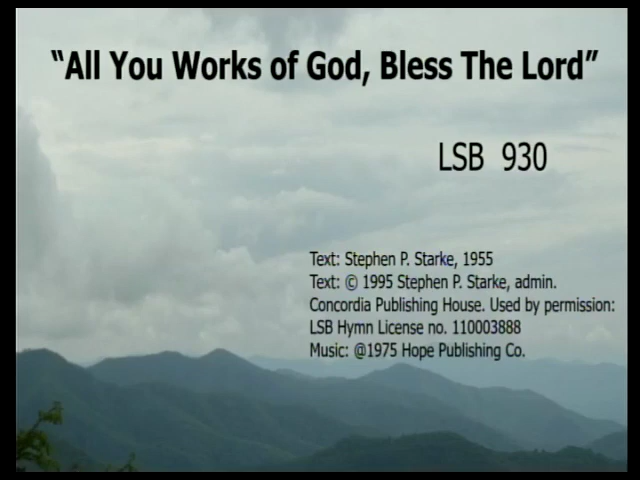 “All You Works of God, Bless The Lord”
LSB 930
Text: Stephen P. Starke, 1955
Text: © 1995 Stephen P. Starke, admin.
Concordia Publishing House. Used by permission:
LSB Hymn License no. 110003888
Music: @1975 Hope Publishing Co.